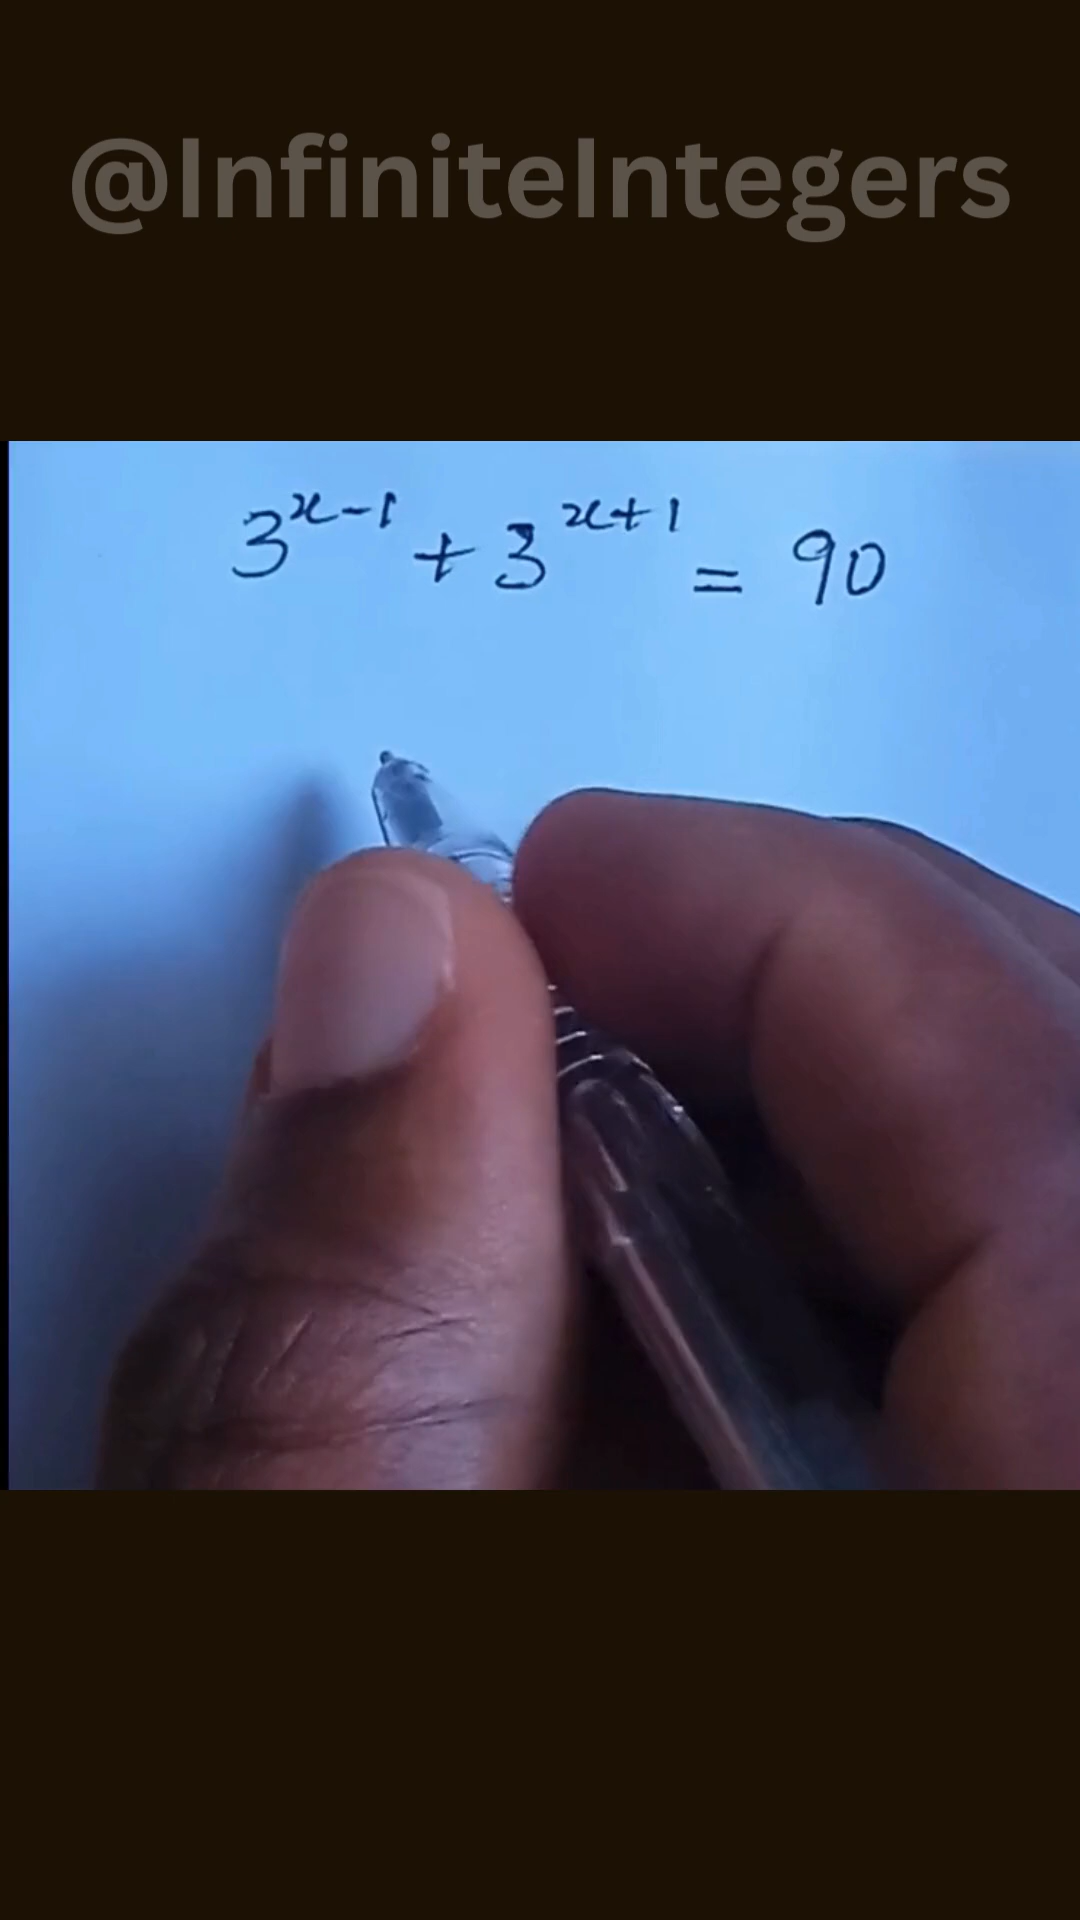 @InfiniteIntegers
3^{x-1} + 3^{x+1} = 90